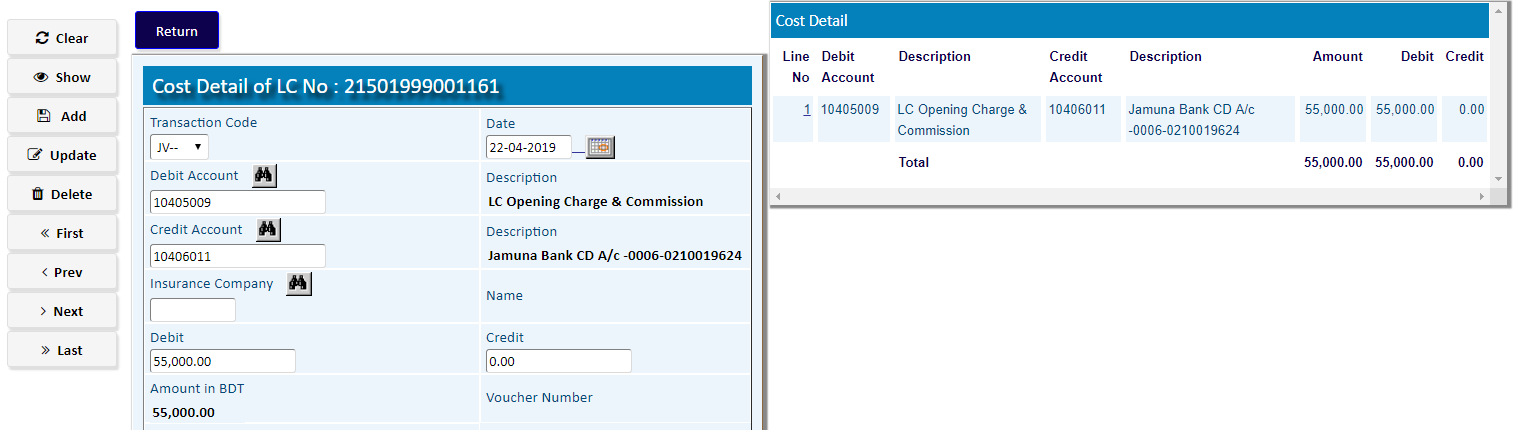 Clear
Show
Add
Update
Delete
« First
< Prev
> Next
» Last
Return
Cost Detail of LC No : 21501999001161
Transaction Code
JV--
Date
22-04-2019
Debit Account
10405009
Description
LC Opening Charge & Commission
Credit Account
10406011
Description
Jamuna Bank CD A/c -0006-0210019624
Insurance Company
Name
Debit
55,000.00
Credit
0.00
Amount in BDT
55,000.00
Voucher Number
Cost Detail
Line No Debit Account Description Credit Account Description Amount Debit Credit
1 10405009 LC Opening Charge & Commission 10406011 Jamuna Bank CD A/c -0006-0210019624 55,000.00 55,000.00 0.00
Total 55,000.00 55,000.00 0.00